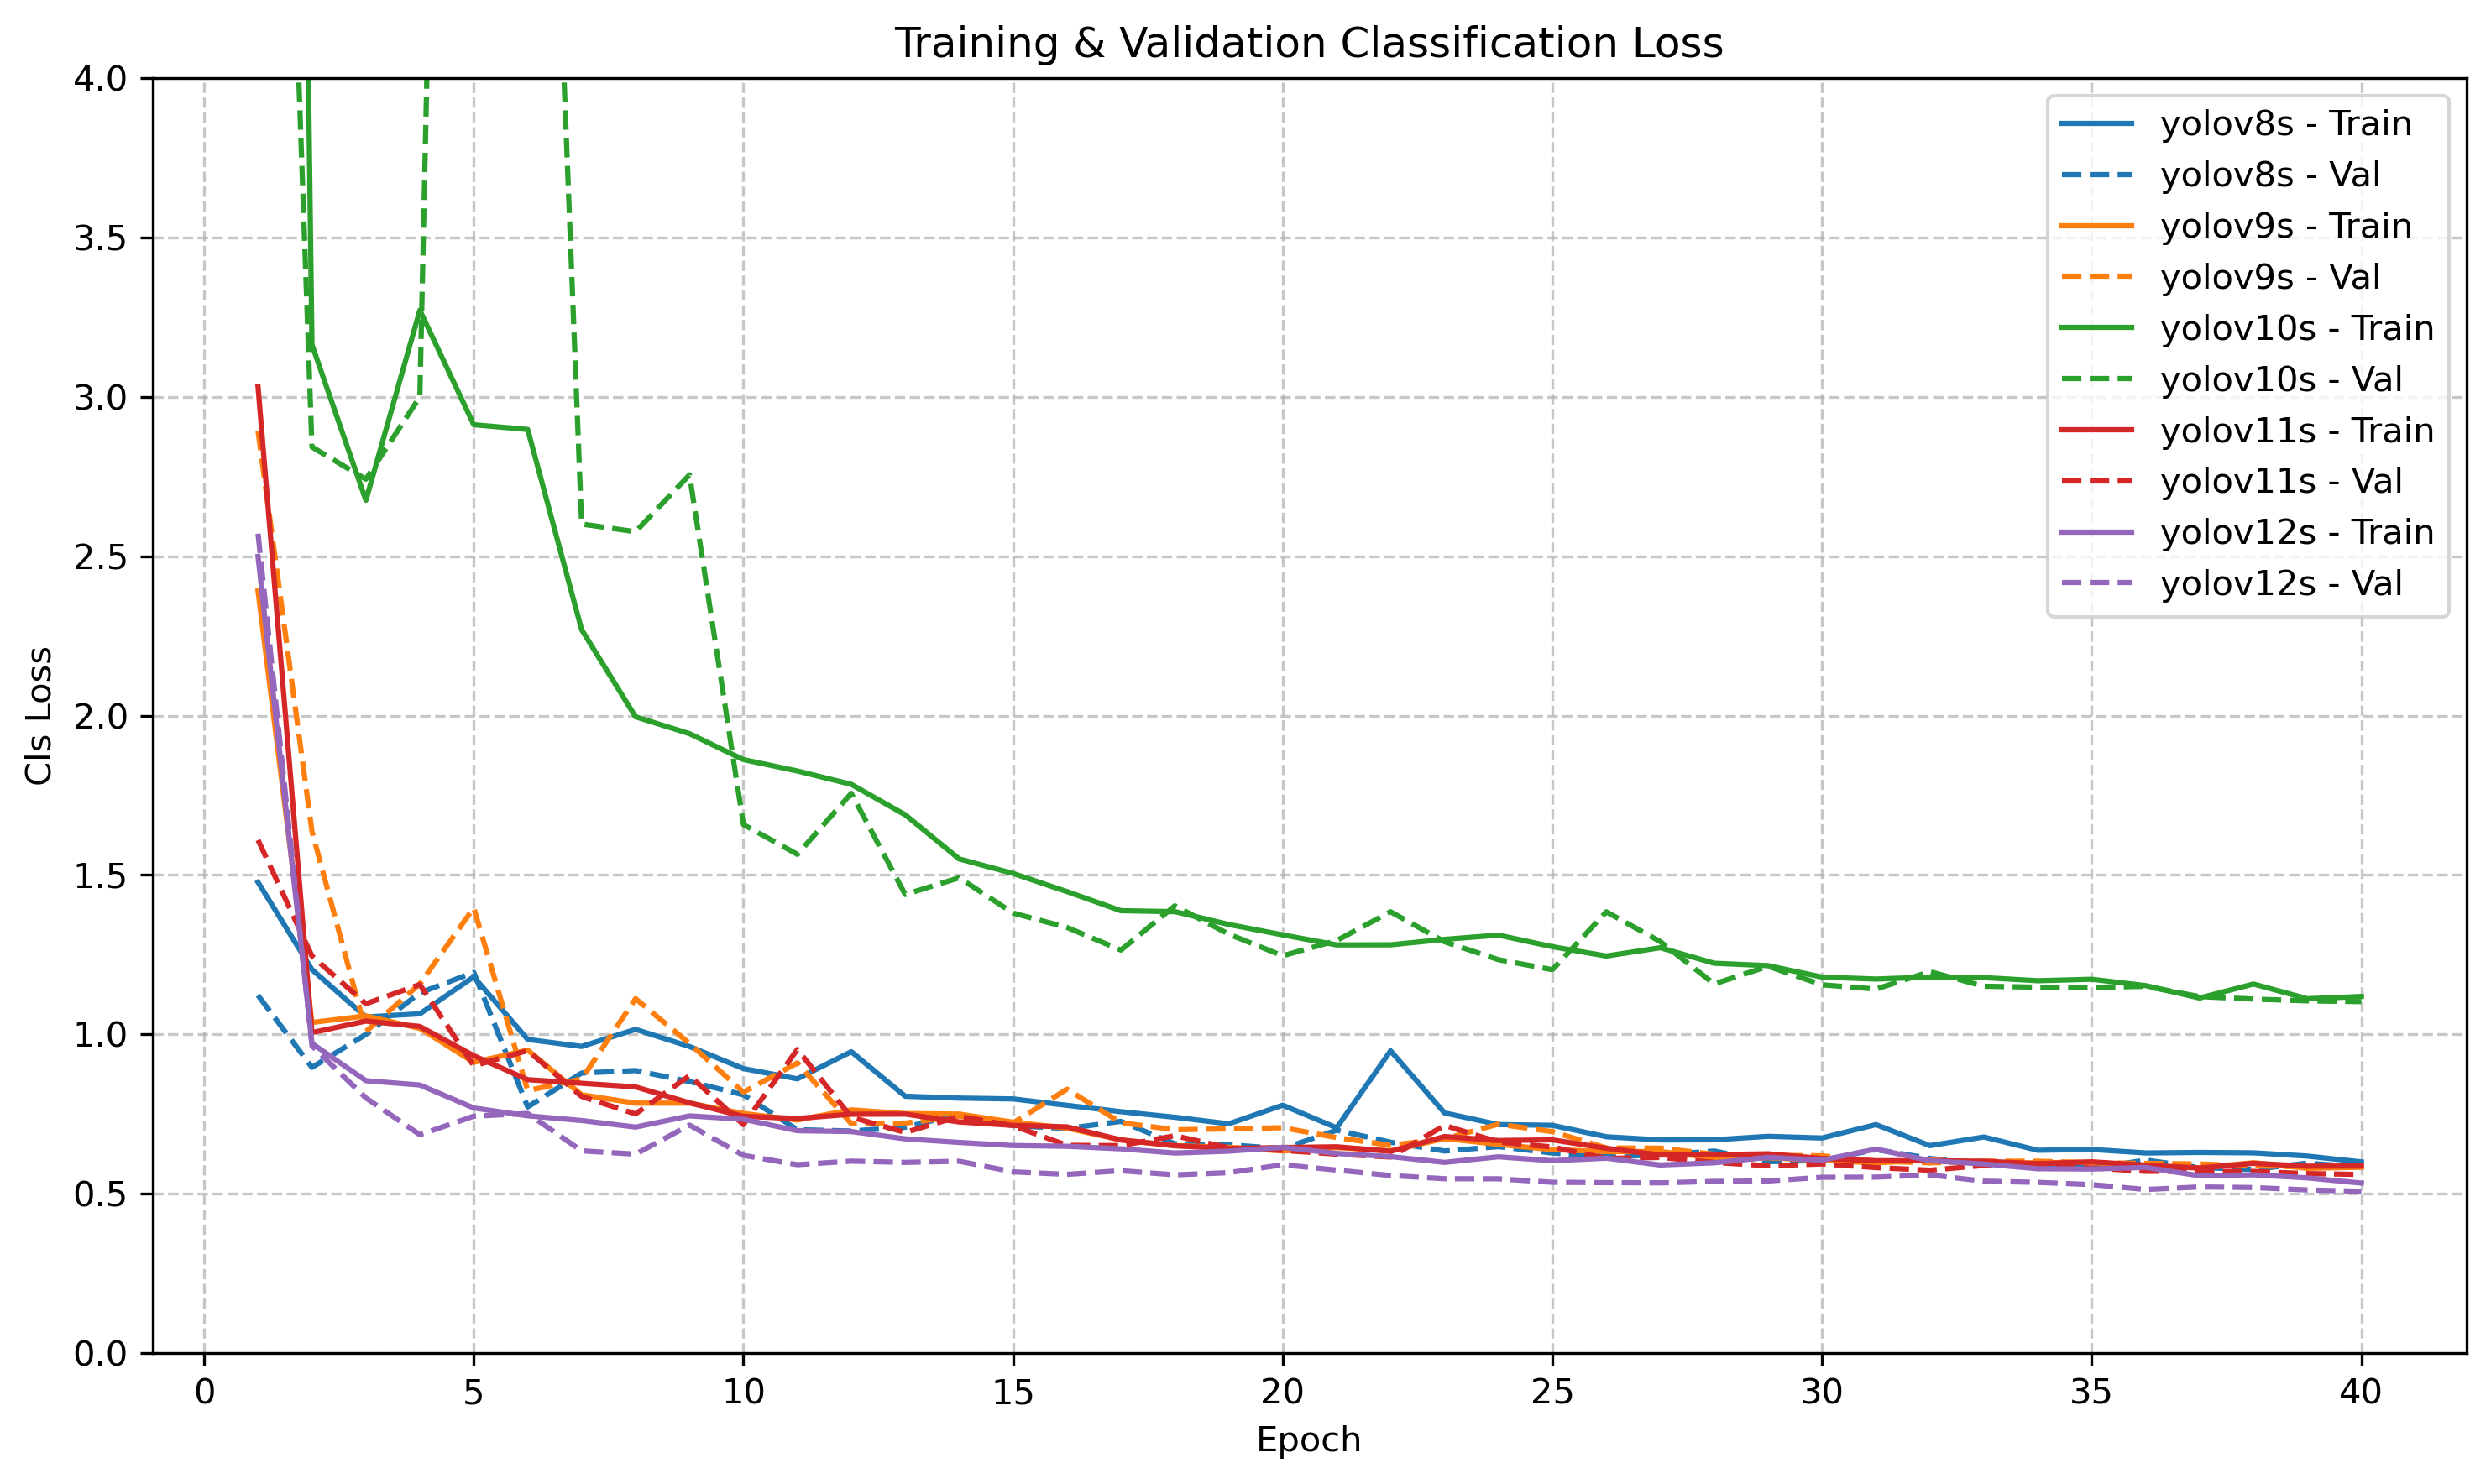 Training & Validation Classification Loss
4.0
3.5
3.0
2.5
2.0
1.5
1.0
0.5
0.0
Cls Loss
0
5
10
15
20
25
30
35
40
Epoch
yolov8s - Train
yolov8s - Val
yolov9s - Train
yolov9s - Val
yolov10s - Train
yolov10s - Val
yolov11s - Train
yolov11s - Val
yolov12s - Train
yolov12s - Val